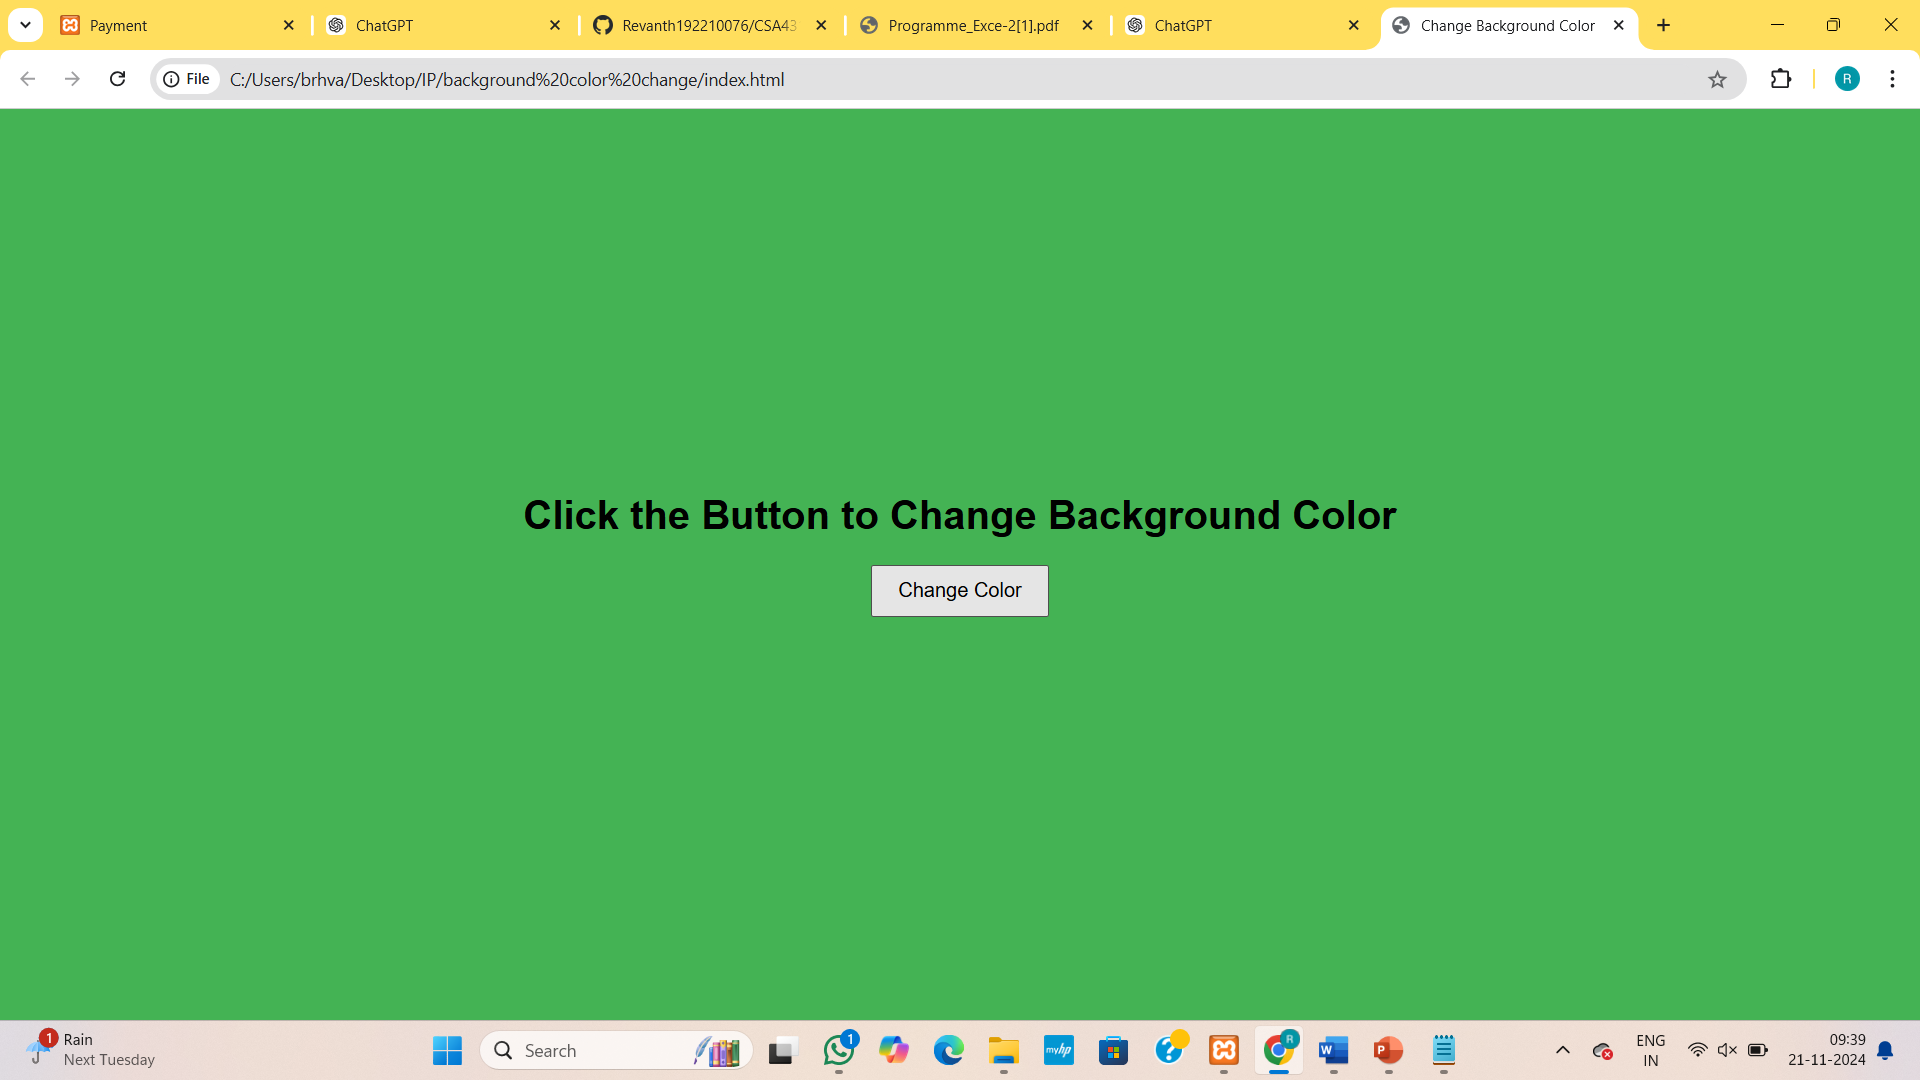 Payment
ChatGPT
Revanth192210076/CSA43
Programme_Exce-2[1].pdf
ChatGPT
Change Background Color
File
C:/Users/brhva/Desktop/IP/background%20color%20change/index.html
R
Click the Button to Change Background Color
Change Color
1
Rain
Next Tuesday
Search
1
myhp
R
W
P
ENG
IN
09:39
21-11-2024